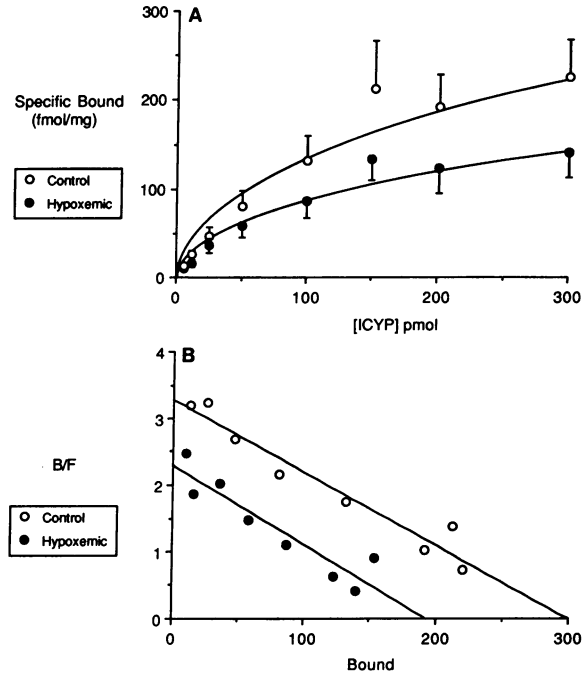 A
300
200
100
0
Specific Bound
(fmol/mg)
Control
Hypoxemic
0
100
200
300
[ICYP] pmol
B
4
3
2
1
0
B/F
Control
Hypoxemic
0
100
200
300
Bound